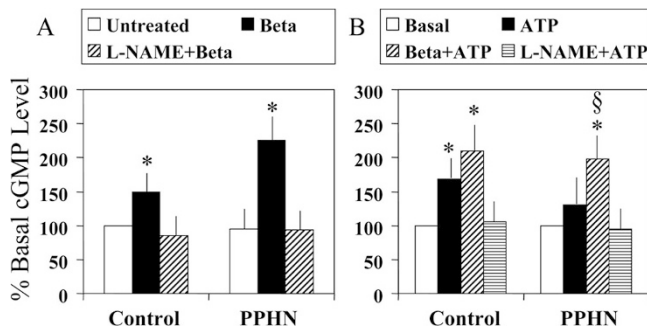 A
Untreated Beta
L-NAME+Beta
% Basal cGMP Level
300
250
200
150
100
50
0
*
*
Control PPHN
B
Basal ATP
Beta+ATP L-NAME+ATP
300
250
200
150
100
50
0
§
* * *
Control PPHN